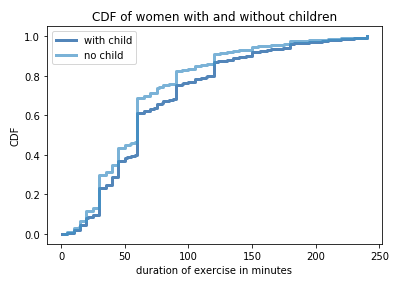 CDF of women with and without children
with child
no child
CDF
1.0
0.8
0.6
0.4
0.2
0.0
0 50 100 150 200 250
duration of exercise in minutes